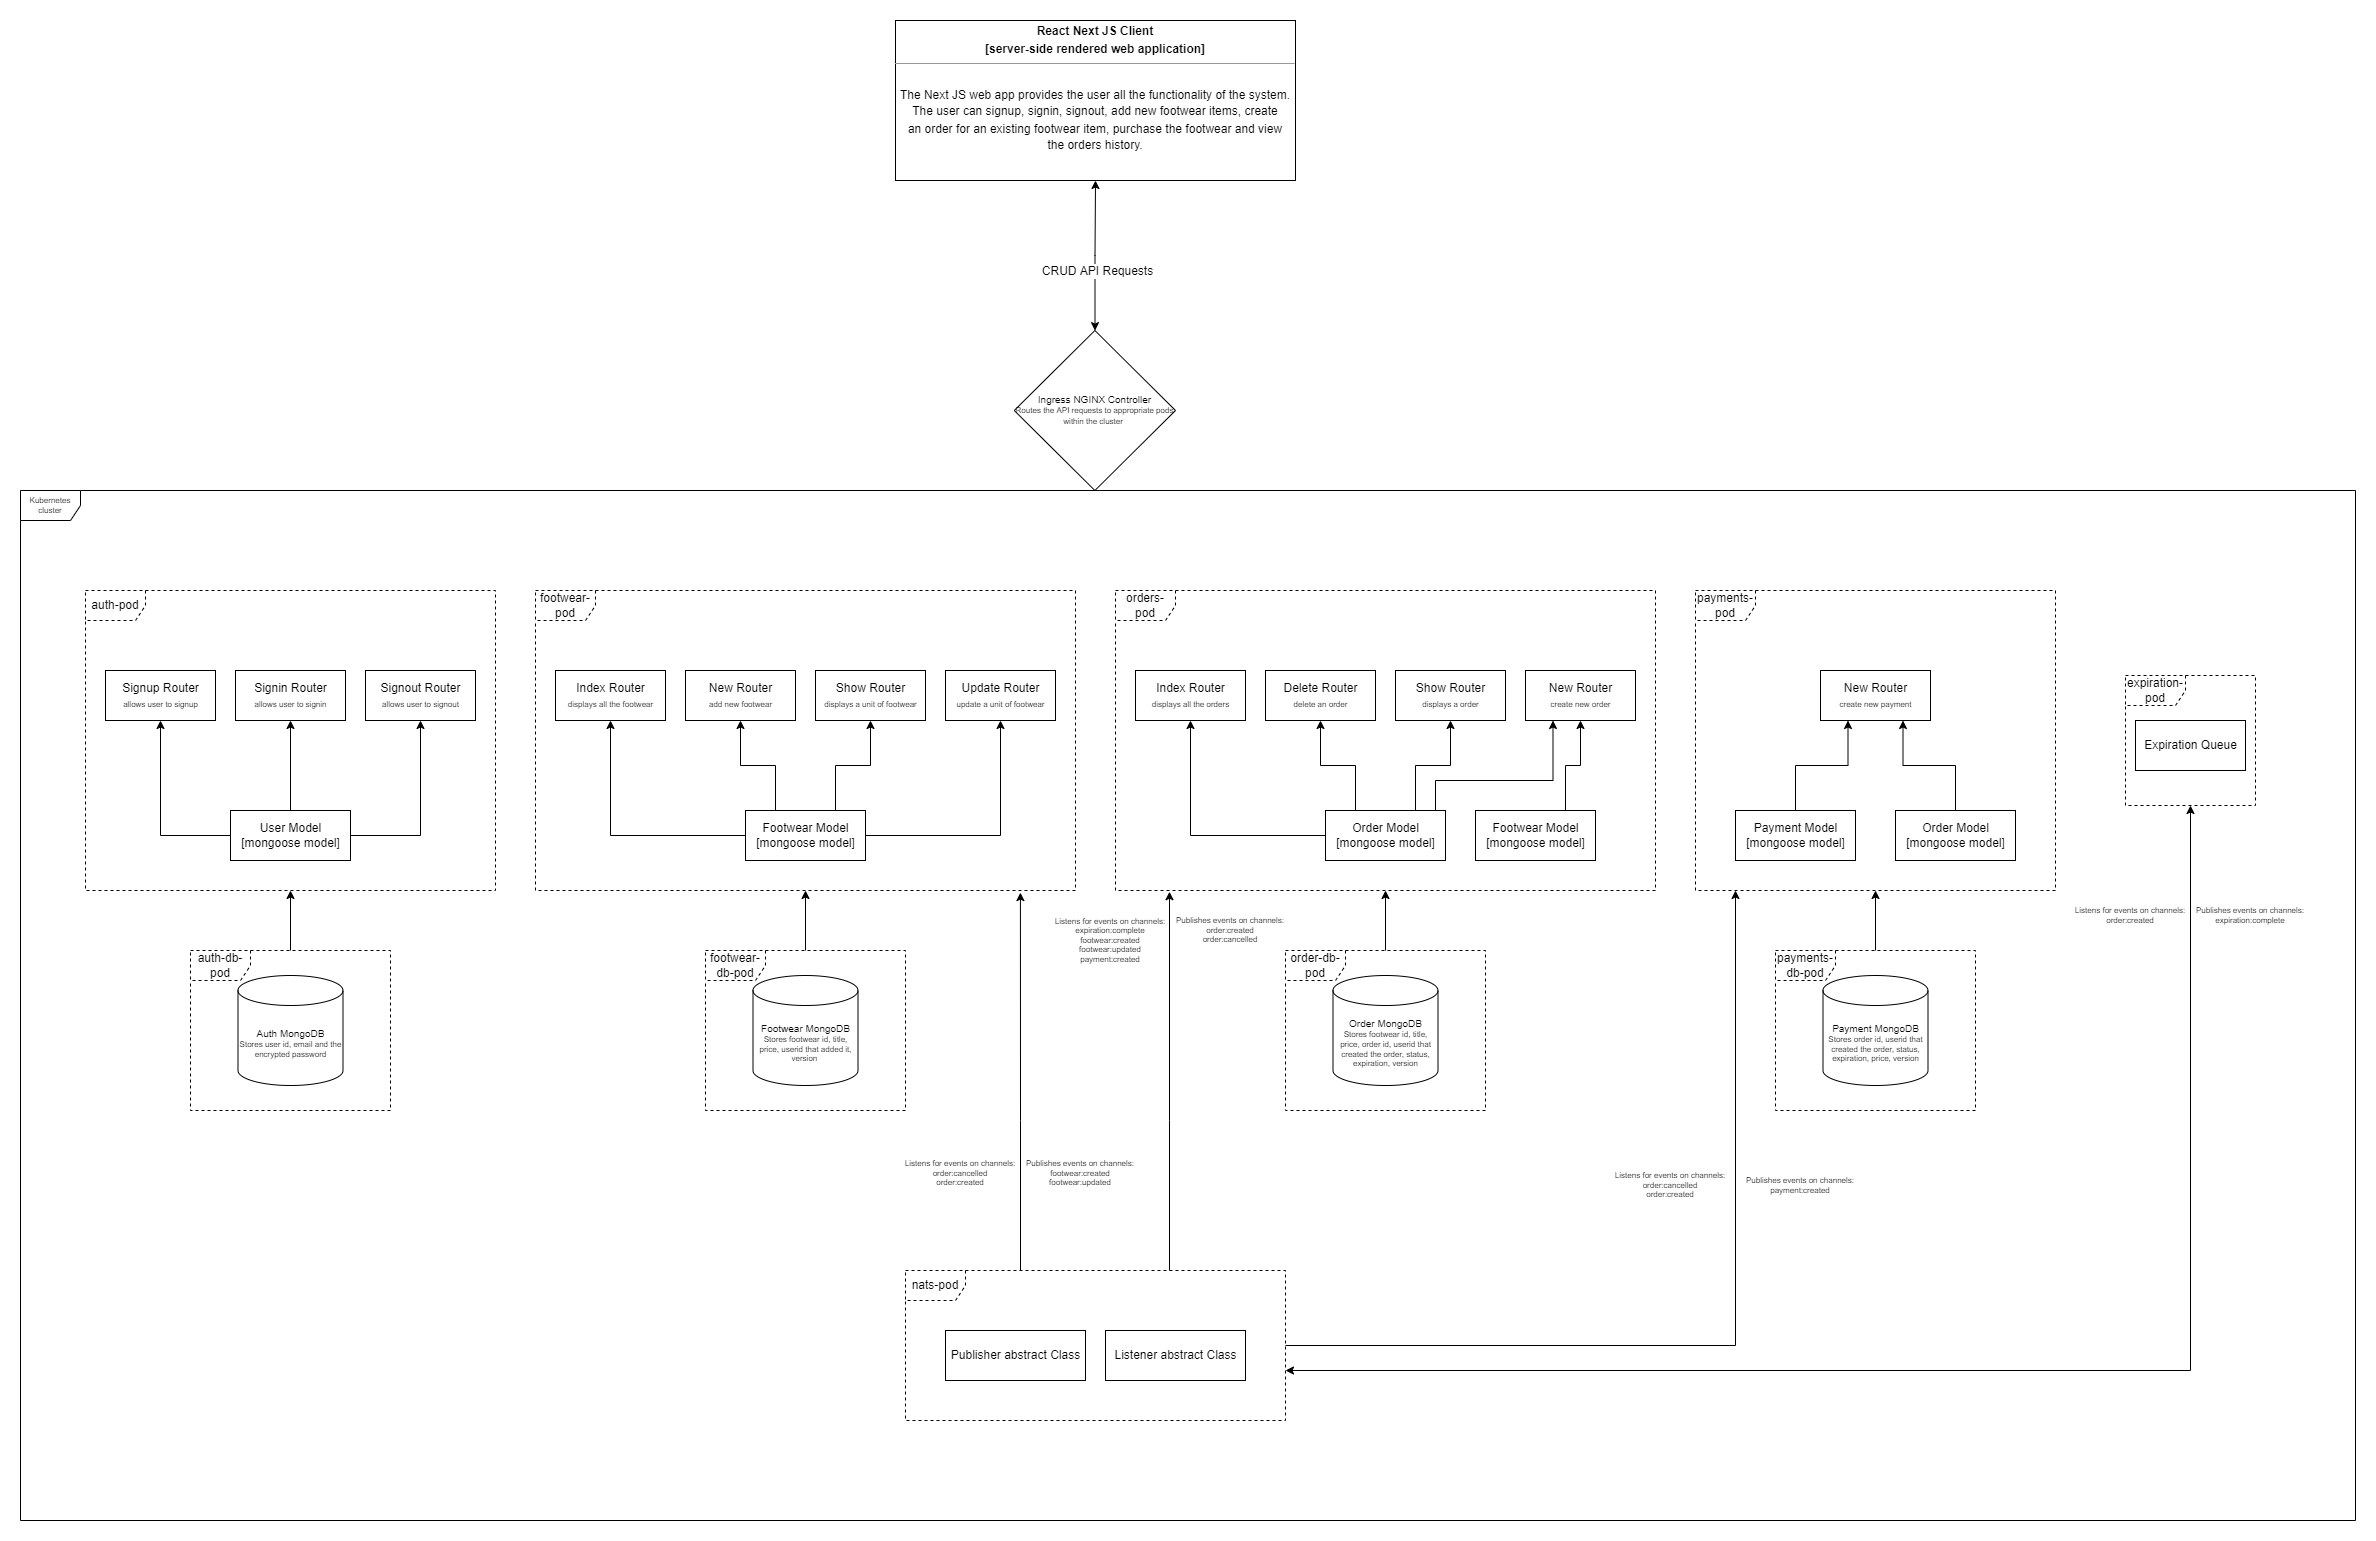 React Next JS Client
[server-side rendered web application]
The Next JS web app provides the user all the functionality of the system.
The user can signup, signin, signout, add new footwear items, create
an order for an existing footwear item, purchase the footwear and view
the orders history.
CRUD API Requests
Ingress NGINX Controller
Routes the API requests to appropriate pods
within the cluster
Kubernetes
cluster
auth-pod
Signup Router
allows user to signup
Signin Router
allows user to signin
Signout Router
allows user to signout
User Model
[mongoose model]
footwear-
pod
Index Router
displays all the footwear
New Router
add new footwear
Show Router
displays a unit of footwear
Update Router
update a unit of footwear
Footwear Model
[mongoose model]
orders-
pod
Index Router
displays all the orders
Delete Router
delete an order
Show Router
displays a order
New Router
create new order
Order Model
[mongoose model]
Footwear Model
[mongoose model]
payments-
pod
New Router
create new payment
Payment Model
[mongoose model]
Order Model
[mongoose model]
expiration-
pod
Expiration Queue
auth-db-
pod
Auth MongoDB
Stores user id, email and the
encrypted password
footwear-
db-pod
Footwear MongoDB
Stores footwear id, title,
price, userid that added it,
version
Listens for events on channels:
expiration:complete
footwear:created
footwear:updated
payment:created
Publishes events on channels:
order:created
order:cancelled
order-db-
pod
Order MongoDB
Stores footwear id, title,
price, order id, userid that
created the order, status,
expiration, version
payments-
db-pod
Payment MongoDB
Stores order id, userid that
created the order, status,
expiration, price, version
Listens for events on channels:
order:created
Publishes events on channels:
expiration:complete
Listens for events on channels:
order:cancelled
order:created
Publishes events on channels:
footwear:created
footwear:updated
Listens for events on channels:
order:cancelled
order:created
Publishes events on channels:
payment:created
nats-pod
Publisher abstract Class
Listener abstract Class